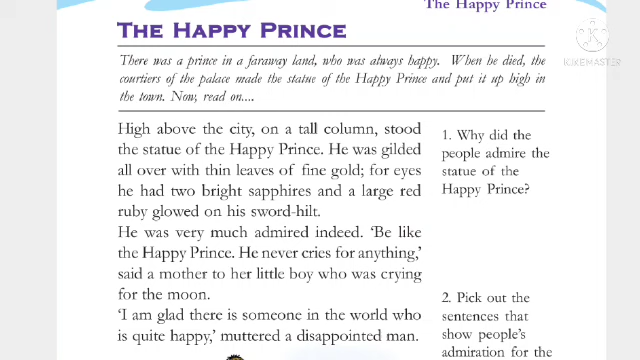 The Happy Prince
THE HAPPY PRINCE
KINEMASTER
There was a prince in a faraway land, who was always happy. When he died, the
courtiers of the palace made the statue of the Happy Prince and put it up high in
the town. Now, read on....
High above the city, on a tall column, stood
the statue of the Happy Prince. He was gilded
all over with thin leaves of fine gold; for eyes
he had two bright sapphires and a large red
ruby glowed on his sword-hilt.
He was very much admired indeed. ‘Be like
the Happy Prince. He never cries for anything,’
said a mother to her little boy who was crying
for the moon.
‘I am glad there is someone in the world who
is quite happy,’ muttered a disappointed man.
1. Why did the
people admire the
statue of the
Happy Prince?
2. Pick out the
sentences that
show people’s
admiration for the